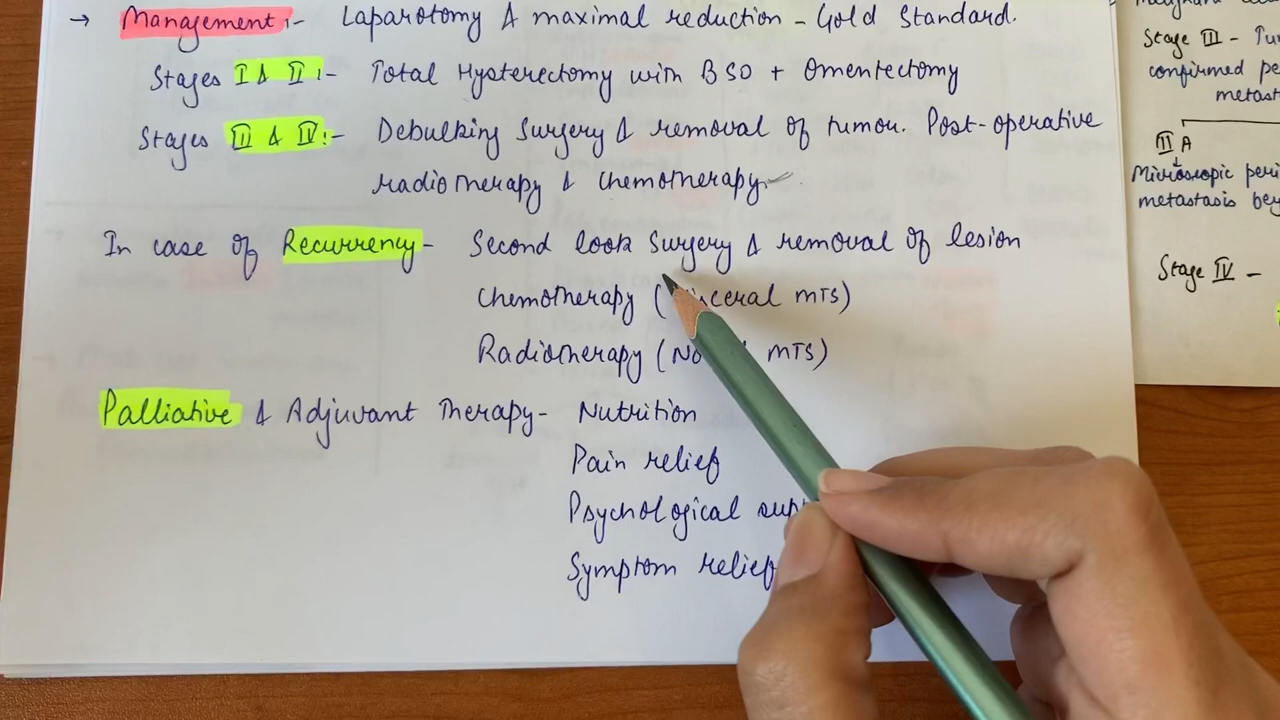 → Management :- Laparotomy & maximal reduction - Gold Standard.
Stages I & II :- Total Hysterectomy with BSO + Omentectomy
Stages III & IV :- Debulking Surgery & removal of tumou. Post-operative
radiotherapy & chemotherapy
In case of Recurrency - Second look surgery & removal of lesion
chemotherapy ( MTS)
Radiotherapy ( MTS)
Palliative & Adjuvant Therapy - Nutrition
Pain relief
Psychological
Symptom relief
Stage III -
confirmed
III A
Microscopic
metastasis
Stage IV -